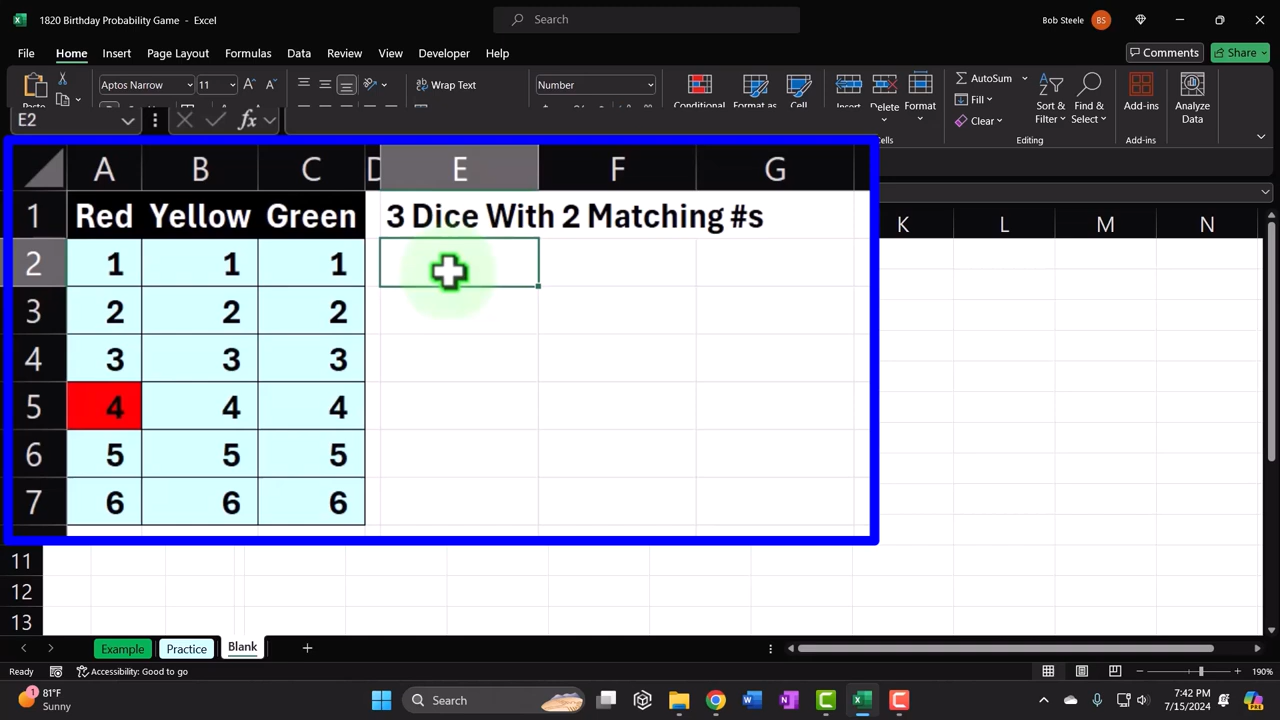 1820 Birthday Probability Game - Excel
Search
Bob Steele
BS
File Home Insert Page Layout Formulas Data Review View Developer Help
Comments
Share
Aptos Narrow 11
Wrap Text
Number
Conditional
Format as
Cell
Insert
Delete
Format
AutoSum
Fill
Clear
Sort &
Filter
Find &
Select
Add-ins
Analyze
Data
Cells
Editing
Add-ins
E2
fx
A B C D E F G K L M N
1 Red Yellow Green 3 Dice With 2 Matching #s
2 1 1 1
3 2 2 2
4 3 3 3
5 4 4 4
6 5 5 5
7 6 6 6
11
12
13
Example Practice Blank
Ready Accessibility: Good to go 190%
1 81°F
Sunny
Search
7:42 PM
7/15/2024